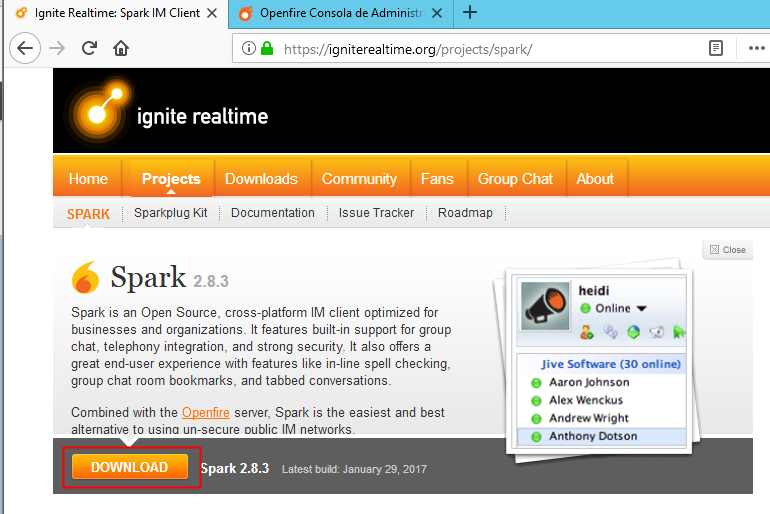 Ignite Realtime: Spark IM Client
Openfire Consola de Administra
https://igniterealtime.org/projects/spark/
ignite realtime
Home Projects Downloads Community Fans Group Chat About
SPARK Sparkplug Kit Documentation Issue Tracker Roadmap
Close
Spark 2.8.3
Spark is an Open Source, cross-platform IM client optimized for
businesses and organizations. It features built-in support for group
chat, telephony integration, and strong security. It also offers a
great end-user experience with features like in-line spell checking,
group chat room bookmarks, and tabbed conversations.
Combined with the Openfire server, Spark is the easiest and best
alternative to using un-secure public IM networks.
heidi
Online
Jive Software (30 online)
Aaron Johnson
Alex Wenckus
Andrew Wright
Anthony Dotson
DOWNLOAD Spark 2.8.3 Latest build: January 29, 2017